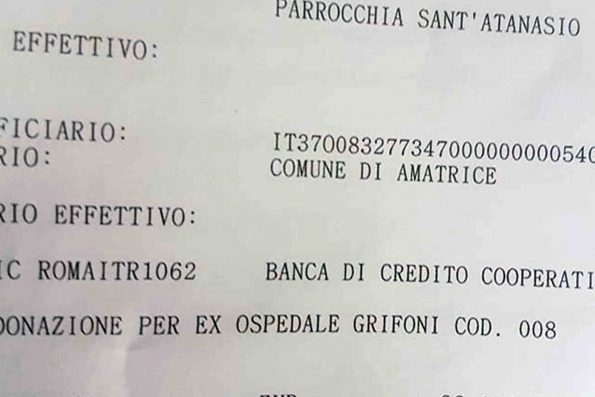 PARROCCHIA SANT'ATANASIO
EFFETTIVO:
FICIARIO: IT3700832773470000000000540
RIO: COMUNE DI AMATRICE
RIO EFFETTIVO:
IC ROMAITR1062 BANCA DI CREDITO COOPERATI
DONAZIONE PER EX OSPEDALE GRIFONI COD. 008